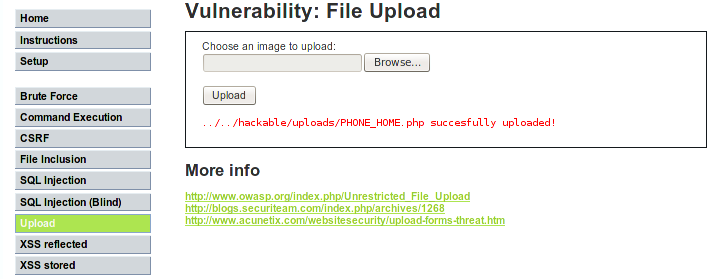 Home
Instructions
Setup
Brute Force
Command Execution
CSRF
File Inclusion
SQL Injection
SQL Injection (Blind)
Upload
XSS reflected
XSS stored
Vulnerability: File Upload
Choose an image to upload:
Browse...
Upload
../../hackable/uploads/PHONE_HOME.php succesfully uploaded!
More info
http://www.owasp.org/index.php/Unrestricted_File_Upload
http://blogs.securiteam.com/index.php/archives/1268
http://www.acunetix.com/websitesecurity/upload-forms-threat.htm